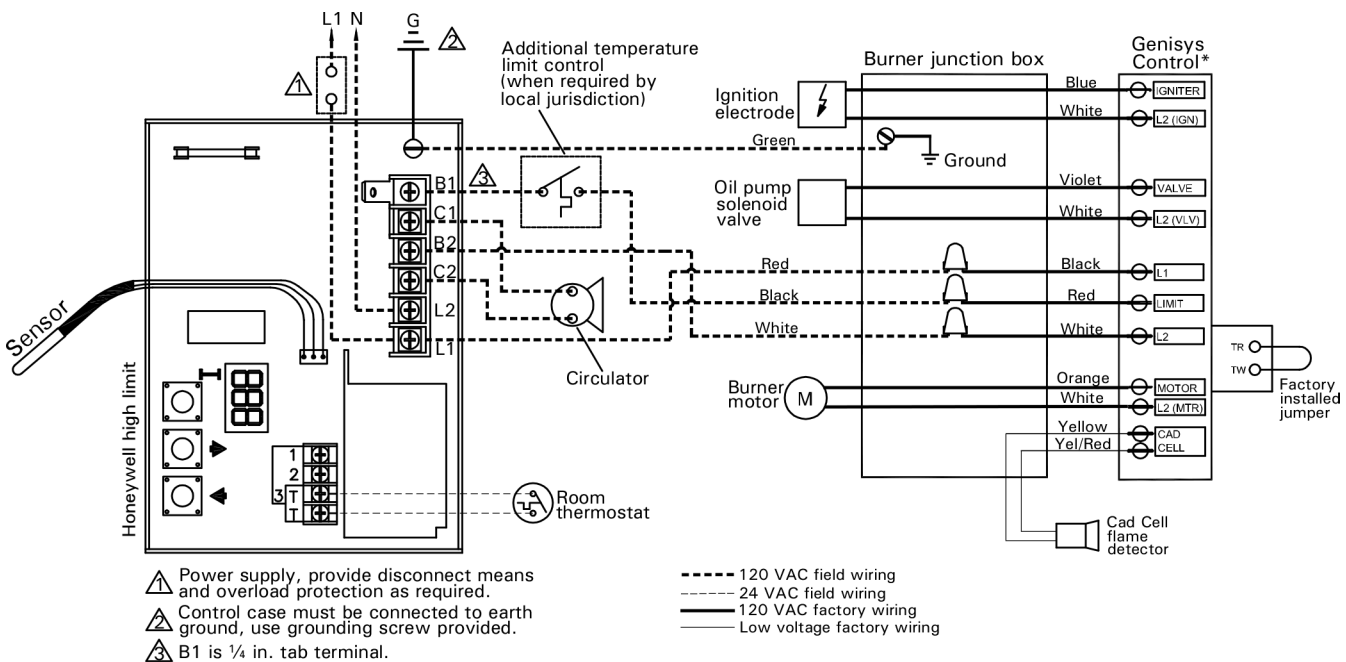 L1 N
G
2
1
Additional temperature
limit control
(when required by
local jurisdiction)
Burner junction box
Genisys
Control*
Ignition
electrode
Blue
IGNITER
White
L2 (IGN)
Green
Ground
B1
3
Oil pump
solenoid
valve
Violet
VALVE
White
L2 (VLV)
C1
B2
C2
L2
L1
Red
Black
L1
Black
Red
LIMIT
White
White
L2
Sensor
Circulator
TR
TW
Factory
installed
jumper
Burner
motor
M
Orange
MOTOR
White
L2 (MTR)
Yellow
Yel/Red
CAD
CELL
Honeywell high limit
1
2
3 T
T
Room
thermostat
Cad Cell
flame
detector
1 Power supply, provide disconnect means
and overload protection as required.
2 Control case must be connected to earth
ground, use grounding screw provided.
3 B1 is ¼ in. tab terminal.
120 VAC field wiring
24 VAC field wiring
120 VAC factory wiring
Low voltage factory wiring